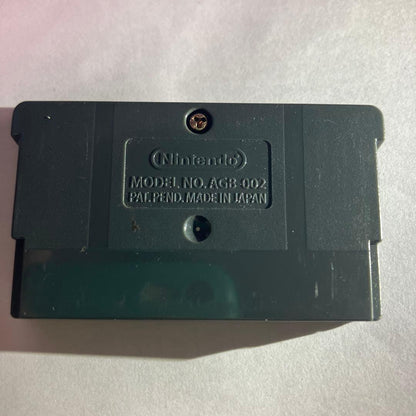 Nintendo
MODEL NO. AGB-002
PAT. PEND. MADE IN JAPAN